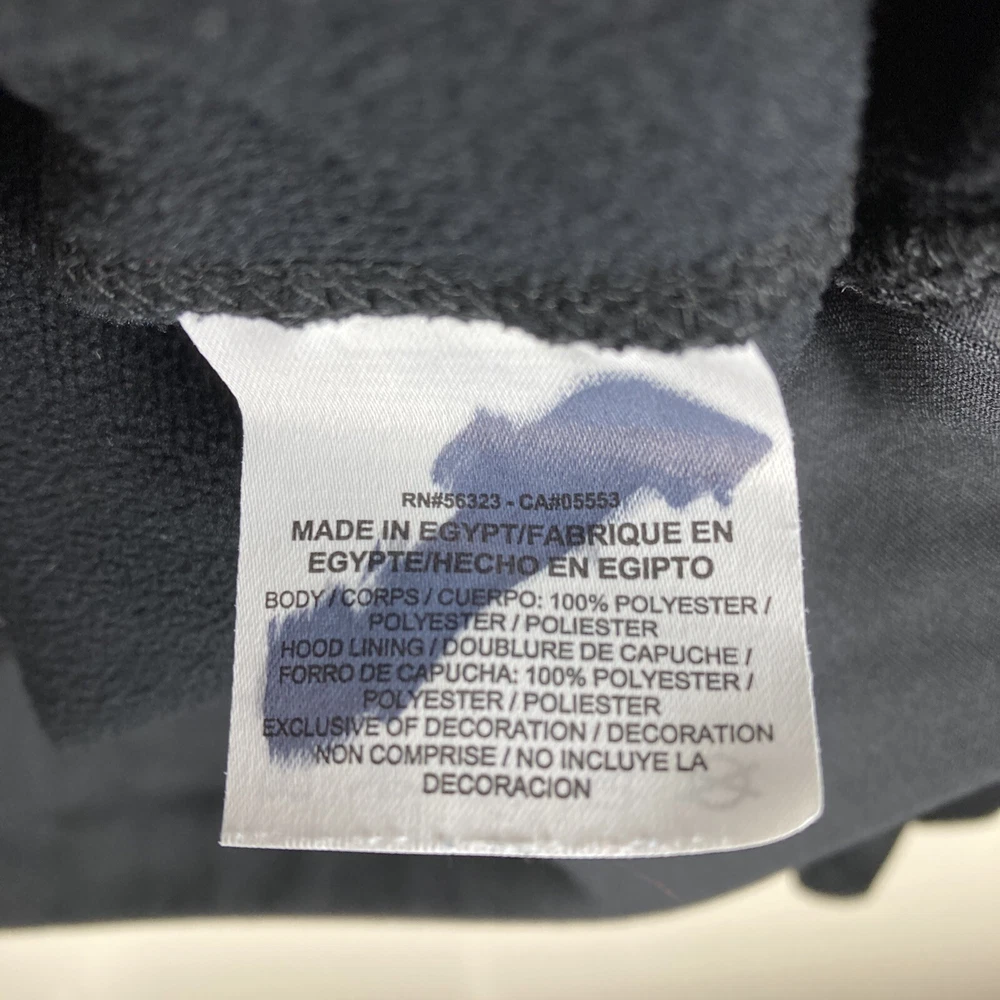 RN#56323 - CA#05553
MADE IN EGYPT/FABRIQUE EN
EGYPTE/HECHO EN EGIPTO
BODY / CORPS / CUERPO: 100% POLYESTER /
POLYESTER / POLIESTER
HOOD LINING / DOUBLURE DE CAPUCHE /
FORRO DE CAPUCHA: 100% POLYESTER /
POLYESTER / POLIESTER
EXCLUSIVE OF DECORATION / DECORATION
NON COMPRISE / NO INCLUYE LA
DECORACION